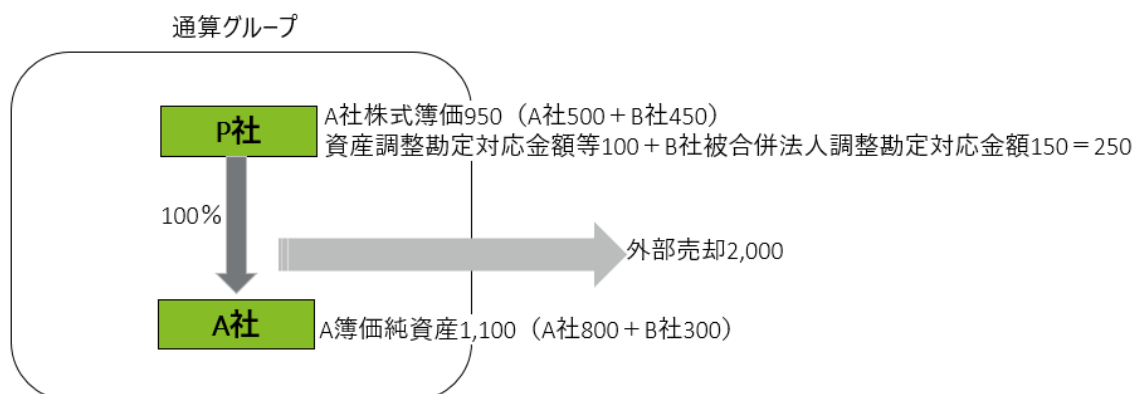 通算グループ
P社
A社株式簿価950（A社500＋B社450）
資産調整勘定対応金額等100＋B社被合併法人調整勘定対応金額150＝250
100％
外部売却2,000
A社
A簿価純資産1,100（A社800＋B社300）